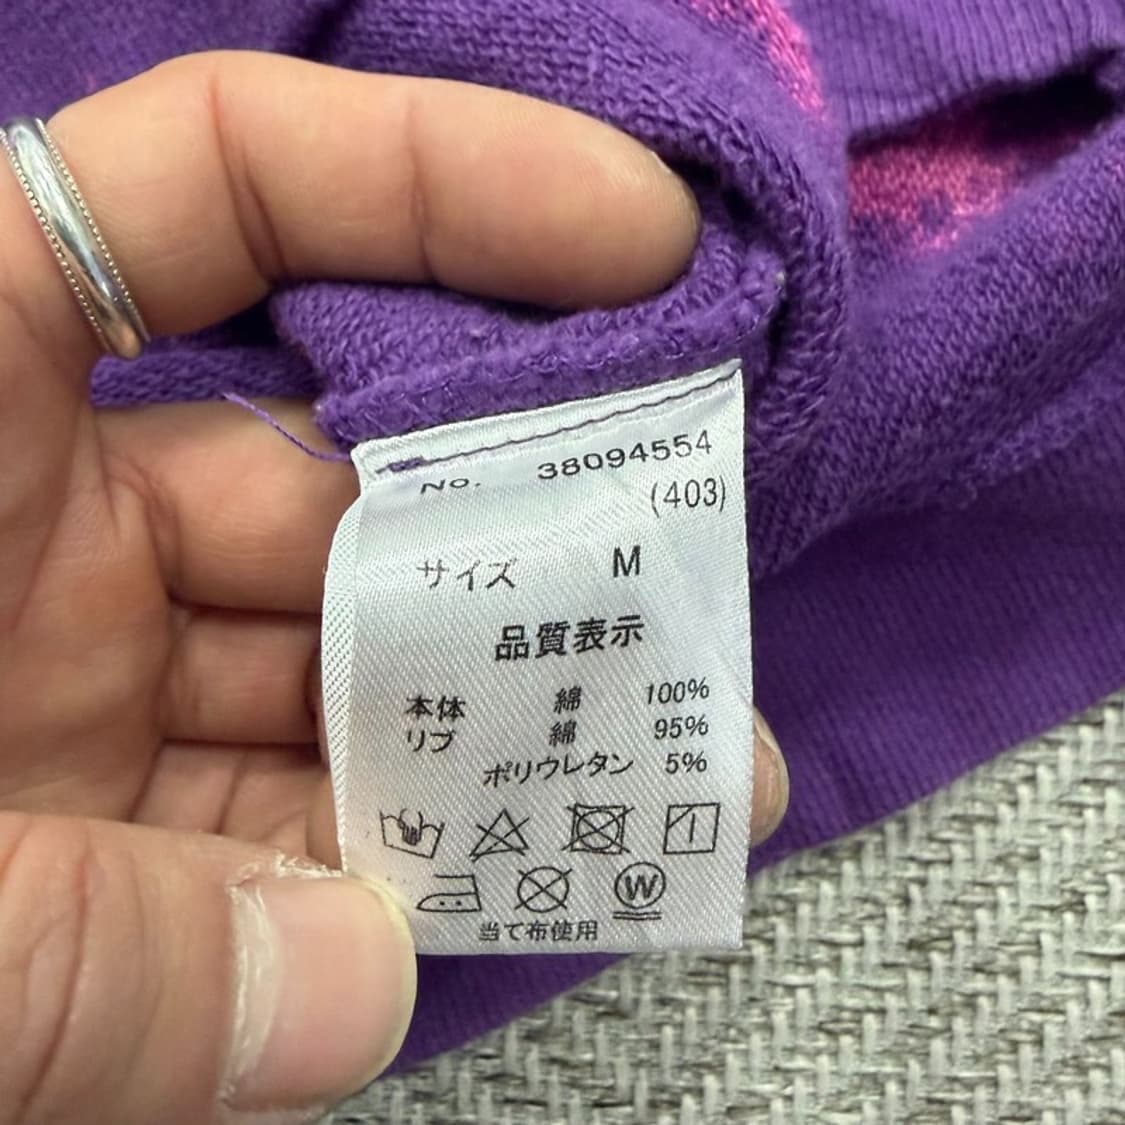 No. 38094554
(403)
サイズ M
品質表示
本体 綿 100%
リブ 綿 95%
ポリウレタン 5%
W
当て布使用